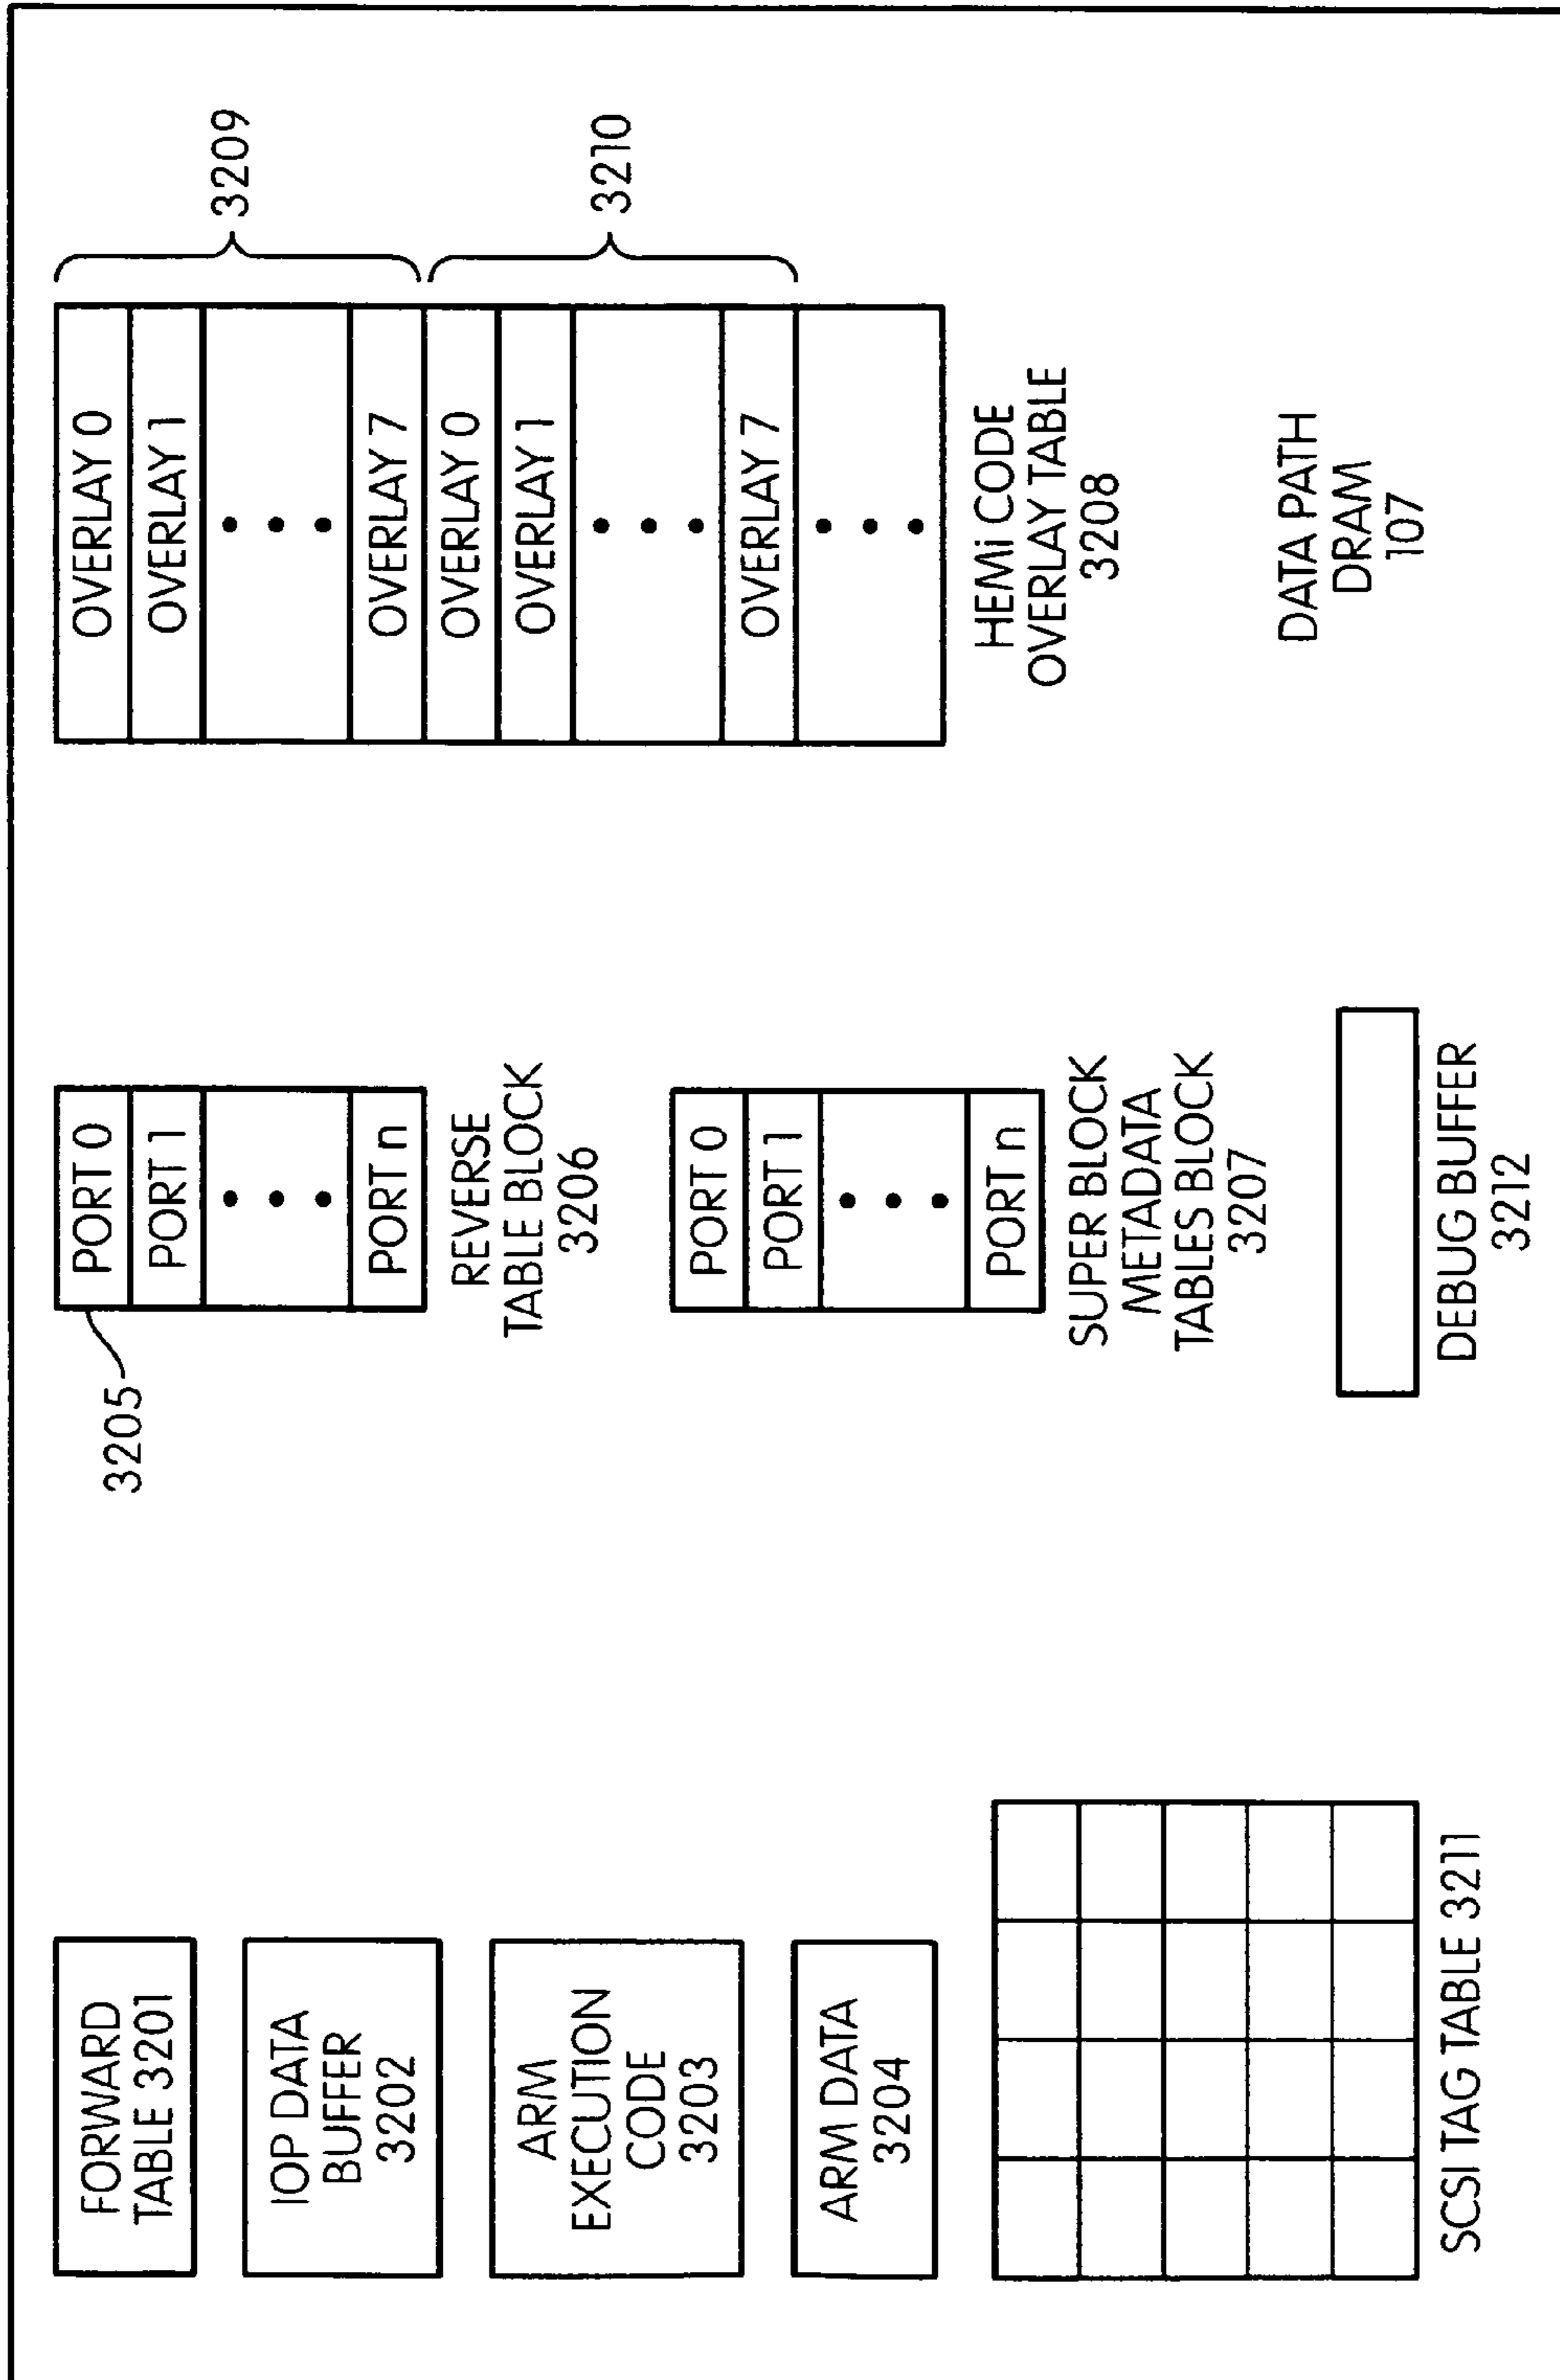 FORWARD
TABLE 3201
IOP DATA
BUFFER
3202
ARM
EXECUTION
CODE
3203
ARM DATA
3204
SCSI TAG TABLE 3211
3205
PORT 0
PORT 1
PORT n
REVERSE
TABLE BLOCK
3206
PORT 0
PORT 1
PORT n
SUPER BLOCK
METADATA
TABLES BLOCK
3207
DEBUG BUFFER
3212
OVERLAY 0
OVERLAY 1
OVERLAY 7
OVERLAY 0
OVERLAY 1
OVERLAY 7
3209
3210
HEMi CODE
OVERLAY TABLE
3208
DATA PATH
DRAM
107